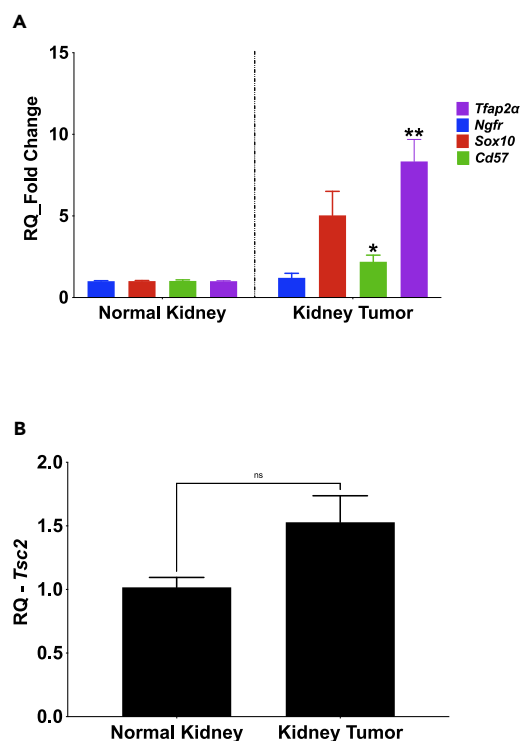 A
15
10
5
0
RQ_Fold Change
**
*
Normal Kidney
Kidney Tumor
Tfap2α
Ngfr
Sox10
Cd57
B
2.0
1.5
1.0
0.5
0.0
RQ - Tsc2
ns
Normal Kidney
Kidney Tumor